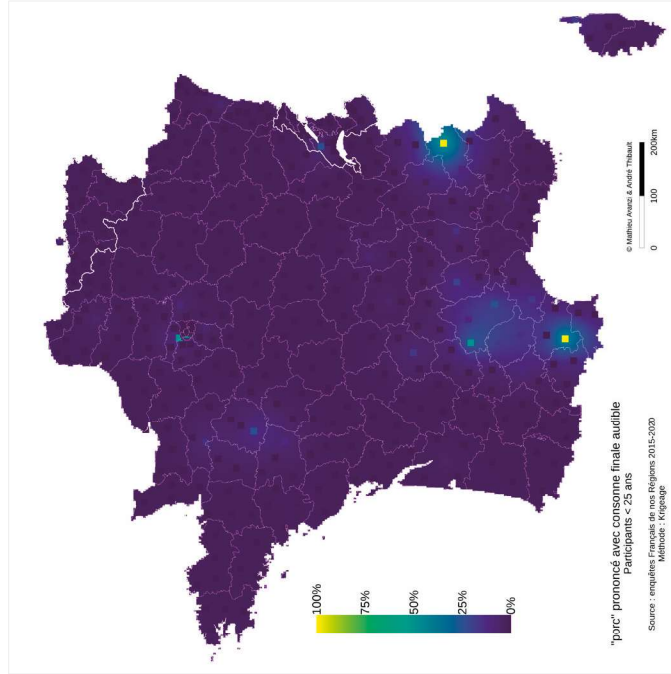 "porc" prononcé avec consonne finale audible
Participants < 25 ans
Source : enquêtes Français de nos Régions 2015-2020
Méthode : Krigeage
100%
75%
50%
25%
0%
© Mathieu Avanzi & André Thibault
0 100 200km